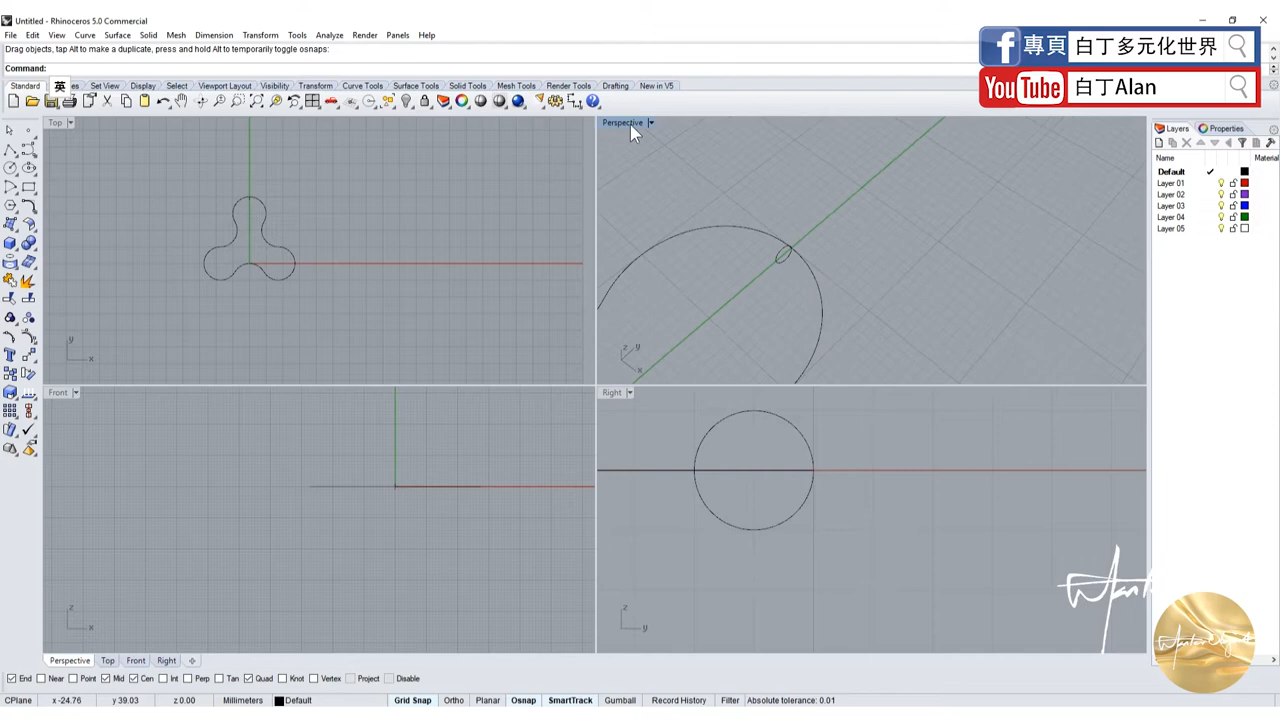 Untitled - Rhinoceros 5.0 Commercial
File Edit View Curve Surface Solid Mesh Dimension Transform Tools Analyze Render Panels Help
Drag objects, tap Alt to make a duplicate, press and hold Alt to temporarily toggle osnaps:
Command:
專頁 白丁多元化世界
YouTube 白丁Alan
Standard 英 es Set View Display Select Viewport Layout Visibility Transform Curve Tools Surface Tools Solid Tools Mesh Tools Render Tools Drafting New in V5
Top
Perspective
Layers Properties
Name Material
Default
Layer 01
Layer 02
Layer 03
Layer 04
Layer 05
y
x
z
y
x
Front
Right
z
x
z
y
Perspective Top Front Right
End Near Point Mid Cen Int Perp Tan Quad Knot Vertex Project Disable
CPlane x -24.76 y 39.03 z 0.00 Millimeters Default Grid Snap Ortho Planar Osnap SmartTrack Gumball Record History Filter Absolute tolerance: 0.01